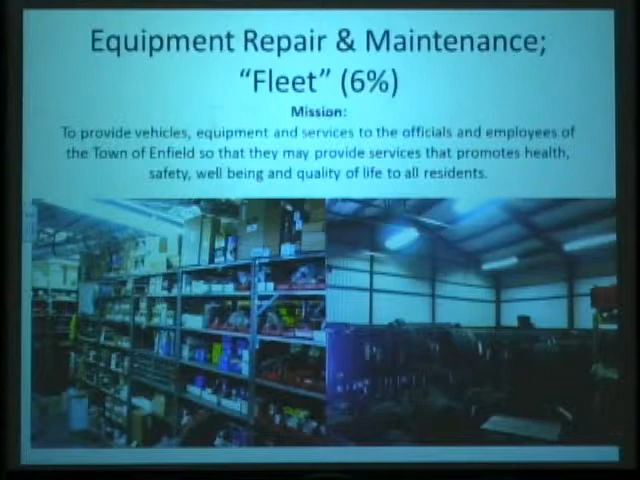 Equipment Repair & Maintenance;
“Fleet” (6%)
Mission:
To provide vehicles, equipment and services to the officials and employees of
the Town of Enfield so that they may provide services that promotes health,
safety, well being and quality of life to all residents.